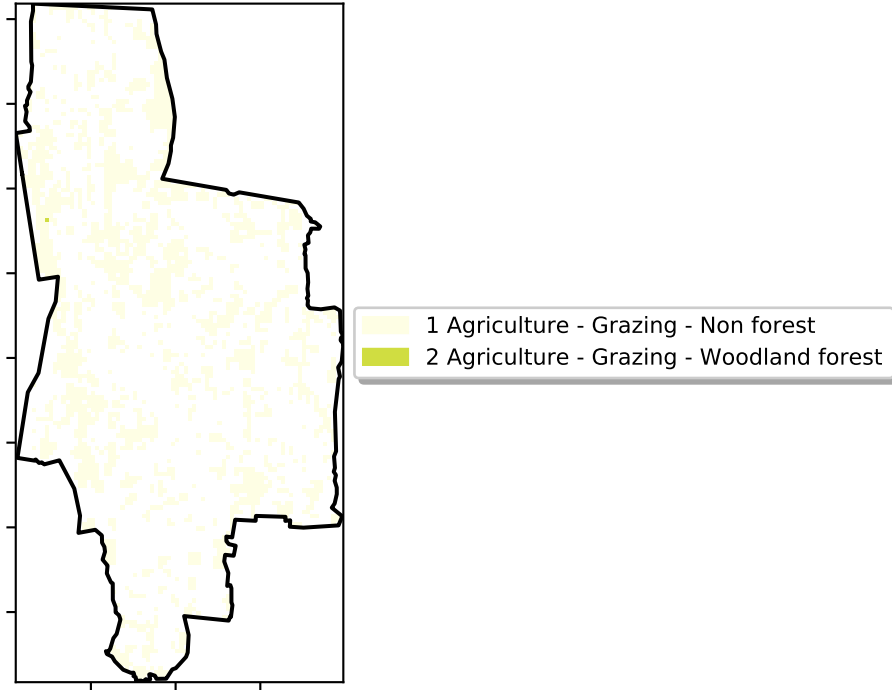 1 Agriculture - Grazing - Non forest
2 Agriculture - Grazing - Woodland forest